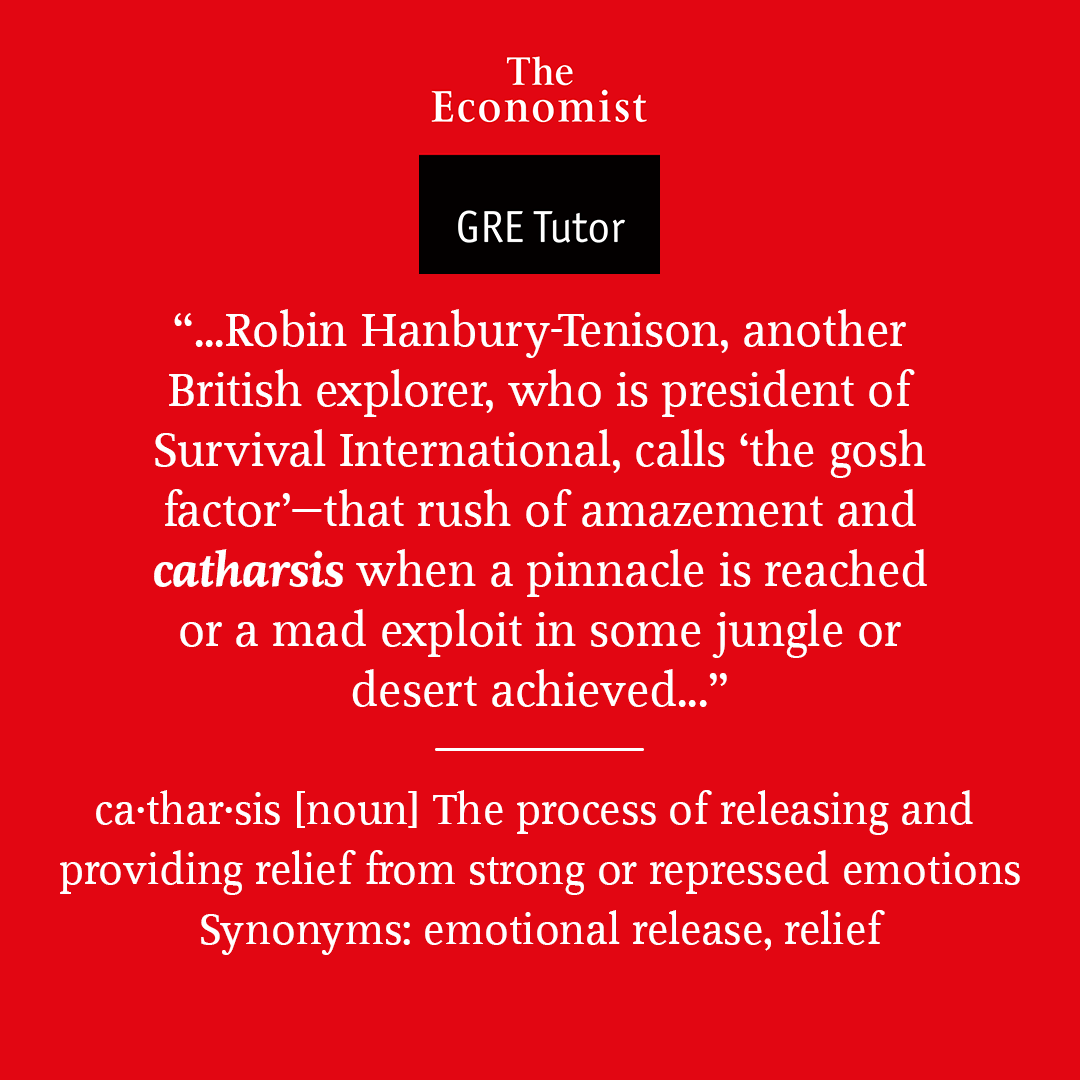 The
Economist
GRE Tutor
“...Robin Hanbury-Tenison, another
British explorer, who is president of
Survival International, calls ‘the gosh
factor’—that rush of amazement and
catharsis when a pinnacle is reached
or a mad exploit in some jungle or
desert achieved...”
ca·thar·sis [noun] The process of releasing and
providing relief from strong or repressed emotions
Synonyms: emotional release, relief